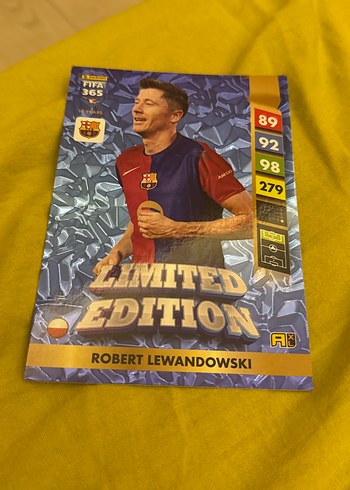 FIFA
365
89
92
98
279
LIMITED
EDITION
ROBERT LEWANDOWSKI